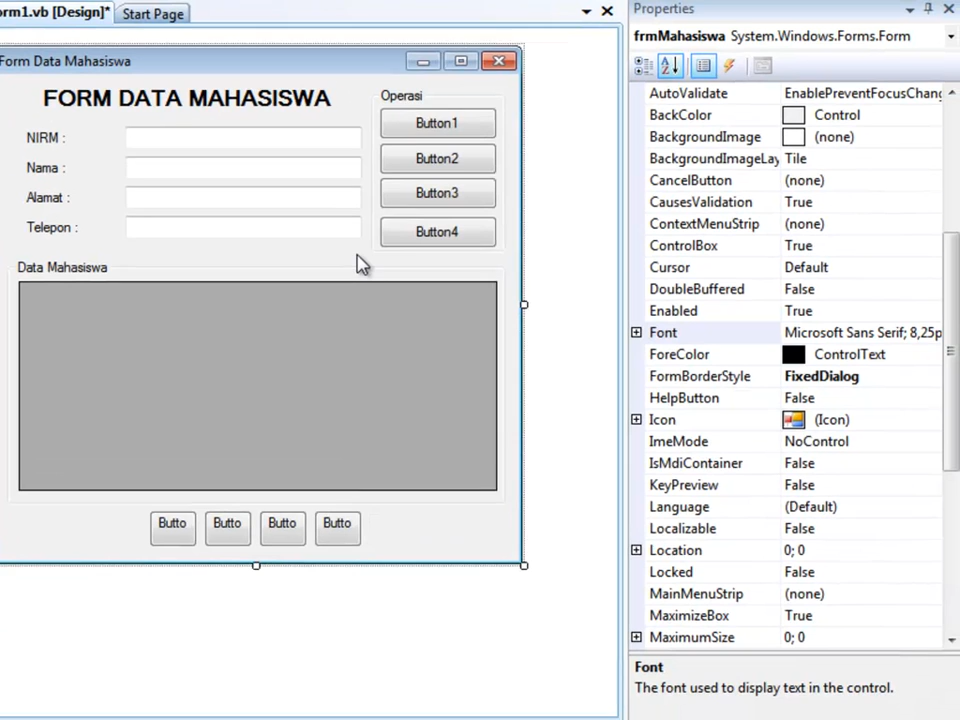 orm1.vb [Design]* Start Page
Form Data Mahasiswa
FORM DATA MAHASISWA
NIRM :
Nama :
Alamat :
Telepon :
Operasi
Button1
Button2
Button3
Button4
Data Mahasiswa
Butto Butto Butto Butto
Properties
frmMahasiswa System.Windows.Forms.Form
AutoValidate EnablePreventFocusChang
BackColor Control
BackgroundImage (none)
BackgroundImageLay Tile
CancelButton (none)
CausesValidation True
ContextMenuStrip (none)
ControlBox True
Cursor Default
DoubleBuffered False
Enabled True
Font Microsoft Sans Serif; 8,25p
ForeColor ControlText
FormBorderStyle FixedDialog
HelpButton False
Icon (Icon)
ImeMode NoControl
IsMdiContainer False
KeyPreview False
Language (Default)
Localizable False
Location 0; 0
Locked False
MainMenuStrip (none)
MaximizeBox True
MaximumSize 0; 0
Font
The font used to display text in the control.